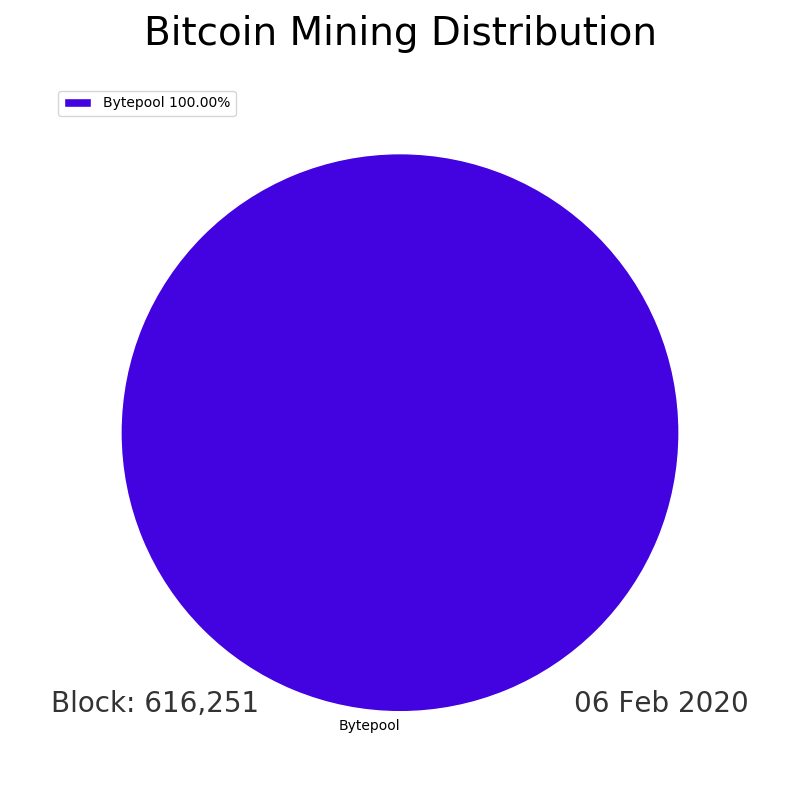 Bitcoin Mining Distribution
Bytepool 100.00%
Block: 616,251
06 Feb 2020
Bytepool